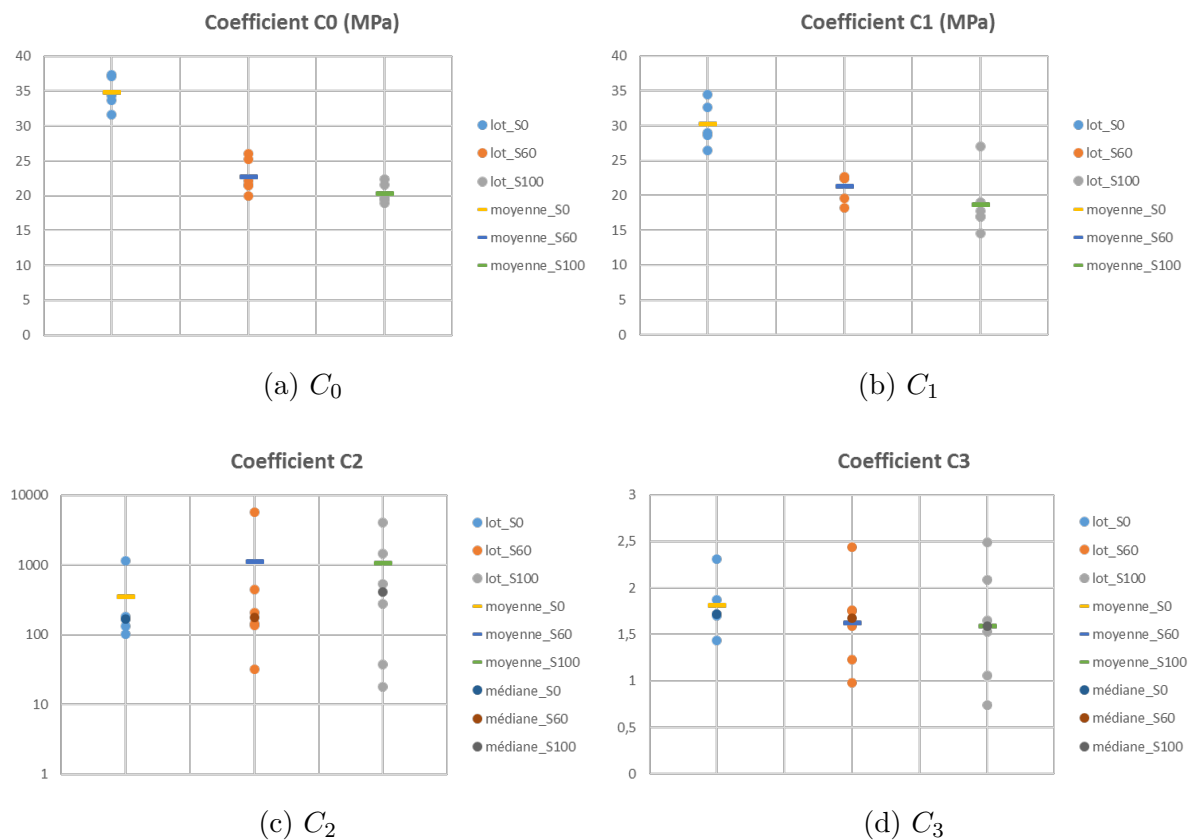 Coefficient C0 (MPa)
40
35
30
25
20
15
10
5
0
lot_S0
lot_S60
lot_S100
moyenne_S0
moyenne_S60
moyenne_S100
(a) C0
Coefficient C1 (MPa)
40
35
30
25
20
15
10
5
0
lot_S0
lot_S60
lot_S100
moyenne_S0
moyenne_S60
moyenne_S100
(b) C1
Coefficient C2
10000
1000
100
10
1
lot_S0
lot_S60
lot_S100
moyenne_S0
moyenne_S60
moyenne_S100
médiane_S0
médiane_S60
médiane_S100
(c) C2
Coefficient C3
3
2,5
2
1,5
1
0,5
0
lot_S0
lot_S60
lot_S100
moyenne_S0
moyenne_S60
moyenne_S100
médiane_S0
médiane_S60
médiane_S100
(d) C3